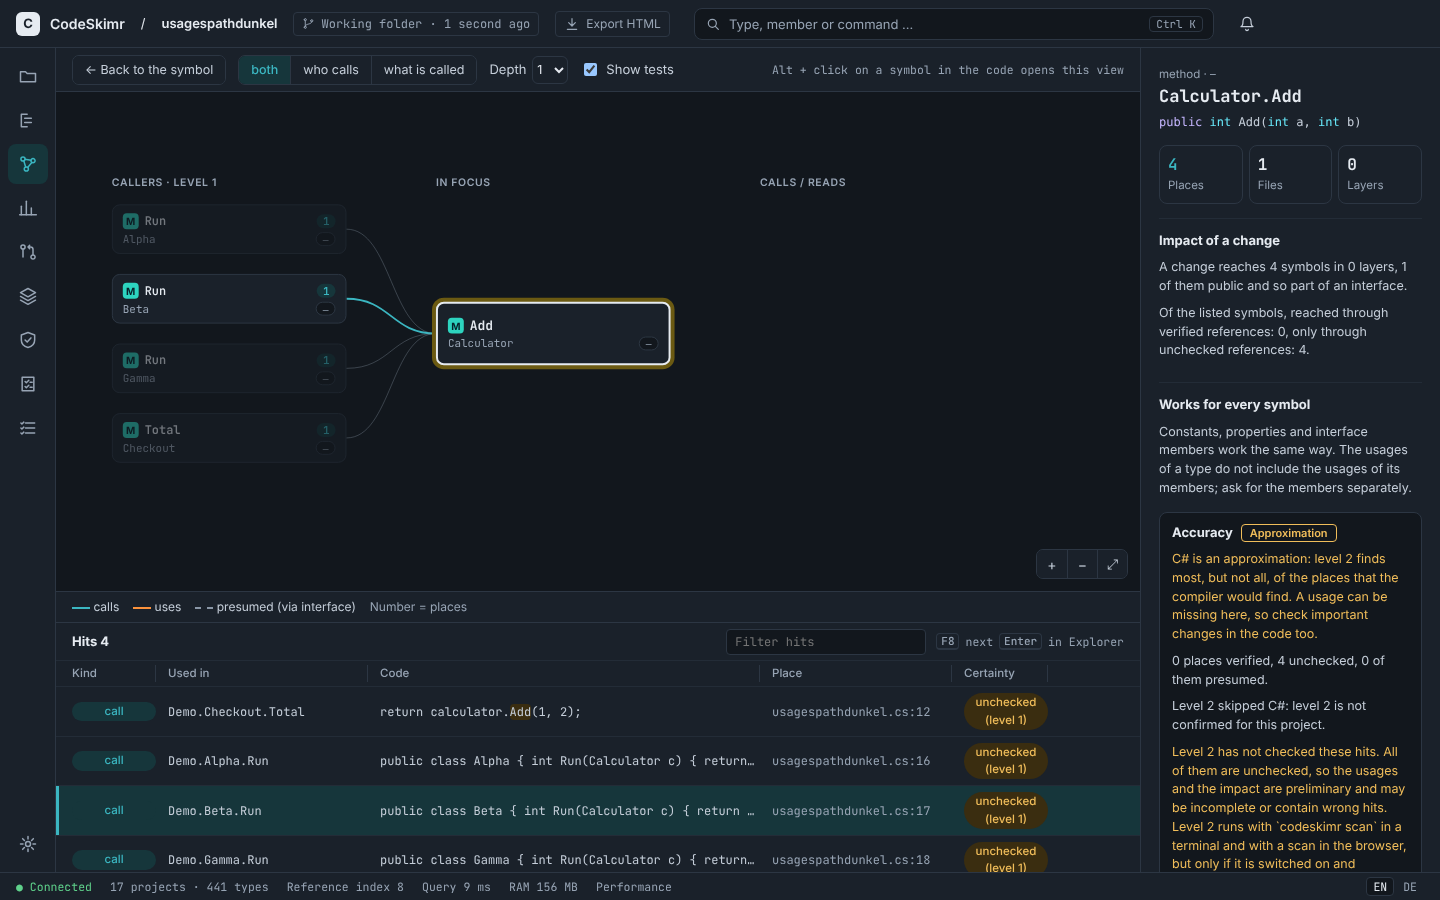 C CodeSkimr / usagespathdunkel Working folder · 1 second ago Export HTML Type, member or command ... Ctrl K
← Back to the symbol both who calls what is called Depth 1 Show tests Alt + click on a symbol in the code opens this view
CALLERS · LEVEL 1 IN FOCUS CALLS / READS
M Run 1
Alpha –
M Run 1
Beta –
M Run 1
Gamma –
M Total 1
Checkout –
M Add
Calculator –
+ − ⤢
calls uses presumed (via interface) Number = places
Hits 4 Filter hits F8 next Enter in Explorer
Kind Used in Code Place Certainty
call Demo.Checkout.Total return calculator.Add(1, 2); usagespathdunkel.cs:12 unchecked
(level 1)
call Demo.Alpha.Run public class Alpha { int Run(Calculator c) { return… usagespathdunkel.cs:16 unchecked
(level 1)
call Demo.Beta.Run public class Beta { int Run(Calculator c) { return … usagespathdunkel.cs:17 unchecked
(level 1)
call Demo.Gamma.Run public class Gamma { int Run(Calculator c) { return… usagespathdunkel.cs:18 unchecked
(level 1)
method · –
Calculator.Add
public int Add(int a, int b)
4 1 0
Places Files Layers
Impact of a change
A change reaches 4 symbols in 0 layers, 1
of them public and so part of an interface.
Of the listed symbols, reached through
verified references: 0, only through
unchecked references: 4.
Works for every symbol
Constants, properties and interface
members work the same way. The usages
of a type do not include the usages of its
members; ask for the members separately.
Accuracy Approximation
C# is an approximation: level 2 finds
most, but not all, of the places that the
compiler would find. A usage can be
missing here, so check important
changes in the code too.
0 places verified, 4 unchecked, 0 of
them presumed.
Level 2 skipped C#: level 2 is not
confirmed for this project.
Level 2 has not checked these hits. All
of them are unchecked, so the usages
and the impact are preliminary and may
be incomplete or contain wrong hits.
Level 2 runs with `codeskimr scan` in a
terminal and with a scan in the browser,
but only if it is switched on and
Connected 17 projects · 441 types Reference index 8 Query 9 ms RAM 156 MB Performance EN DE